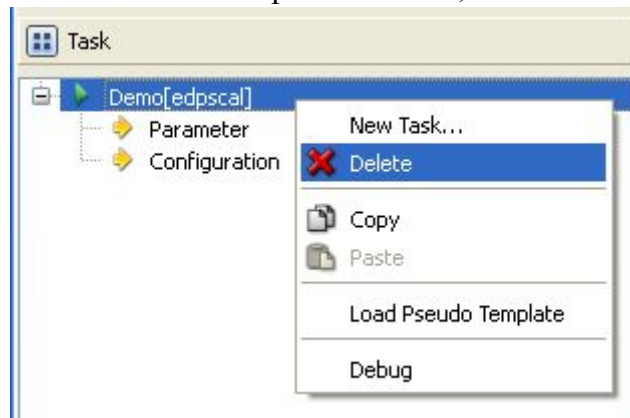 Task
Demo[edpscal]
Parameter
Configuration
New Task...
Delete
Copy
Paste
Load Pseudo Template
Debug